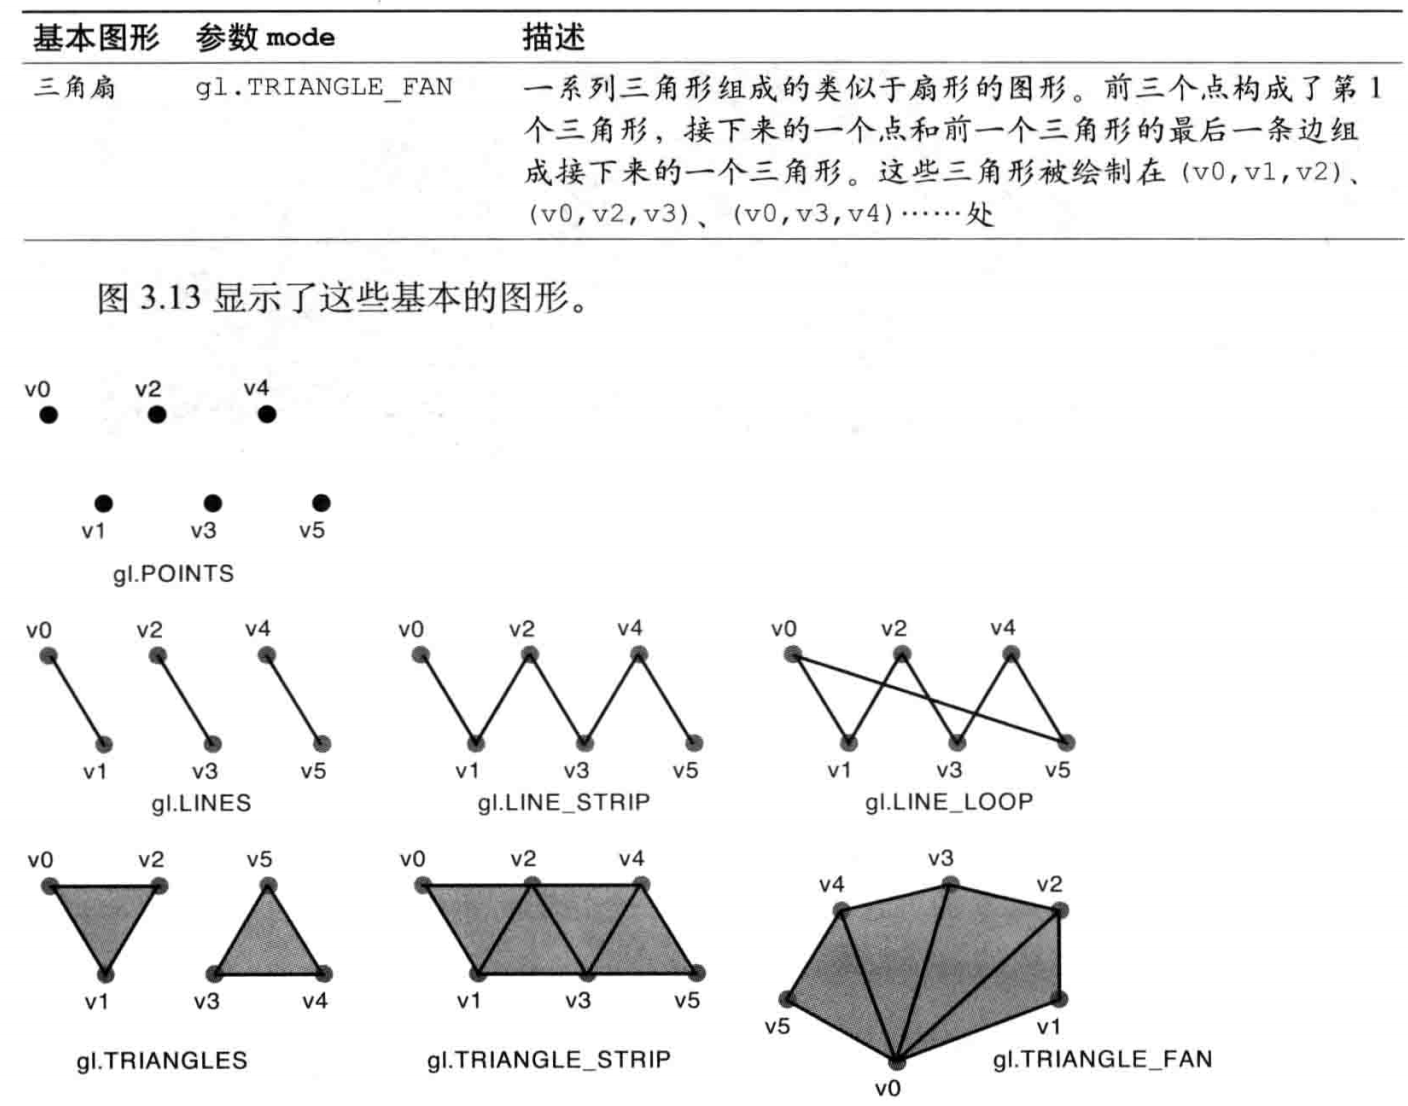 基本图形 参数 mode 描述
三角扇 gl.TRIANGLE_FAN 一系列三角形组成的类似于扇形的图形。前三个点构成了第 1
个三角形，接下来的一个点和前一个三角形的最后一条边组
成接下来的一个三角形。这些三角形被绘制在 (v0,v1,v2)、
(v0,v2,v3)、(v0,v3,v4)……处
图 3.13 显示了这些基本的图形。
v0 v2 v4
v1 v3 v5
gl.POINTS
v0 v2 v4 v0 v2 v4 v0 v2 v4
v1 v3 v5 v1 v3 v5 v1 v3 v5
gl.LINES gl.LINE_STRIP gl.LINE_LOOP
v0 v2 v5 v0 v2 v4 v3
v4 v2
v1 v3 v4 v1 v3 v5
v5 v1
gl.TRIANGLES gl.TRIANGLE_STRIP gl.TRIANGLE_FAN
v0